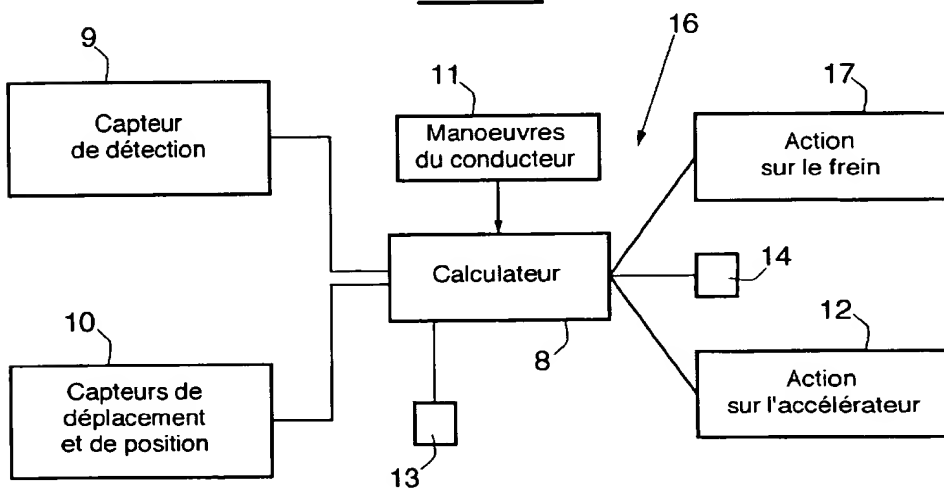 16
9
11
17
Capteur
de détection
Manoeuvres
du conducteur
Action
sur le frein
14
Calculateur
10
8
12
Capteurs de
déplacement
et de position
Action
sur l'accélérateur
13